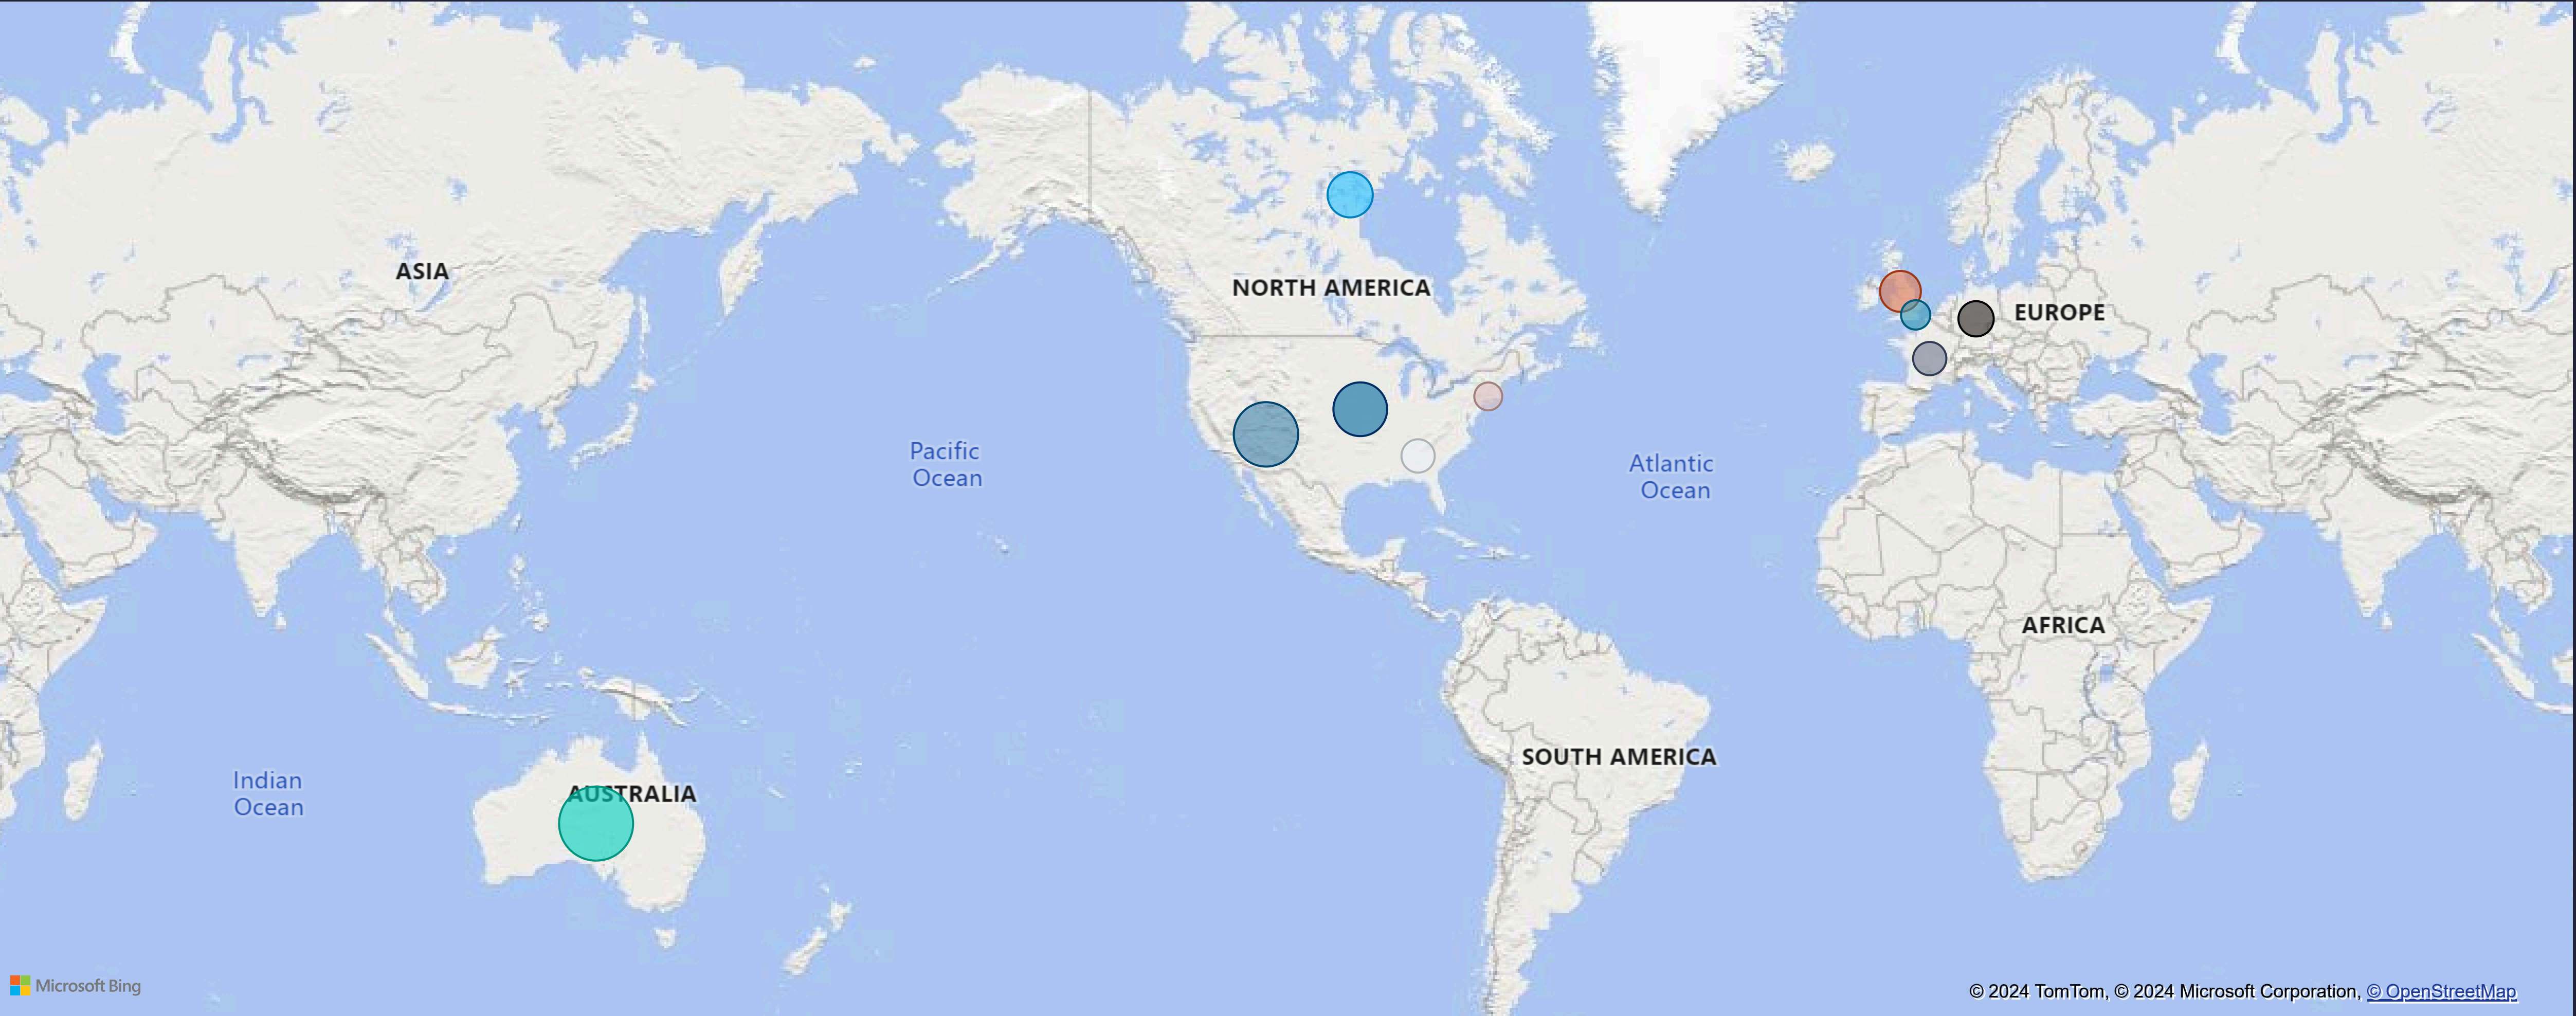 ASIA
NORTH AMERICA
EUROPE
Pacific
Ocean
Atlantic
Ocean
AFRICA
SOUTH AMERICA
Indian
Ocean
AUSTRALIA
Microsoft Bing
© 2024 TomTom, © 2024 Microsoft Corporation, © OpenStreetMap